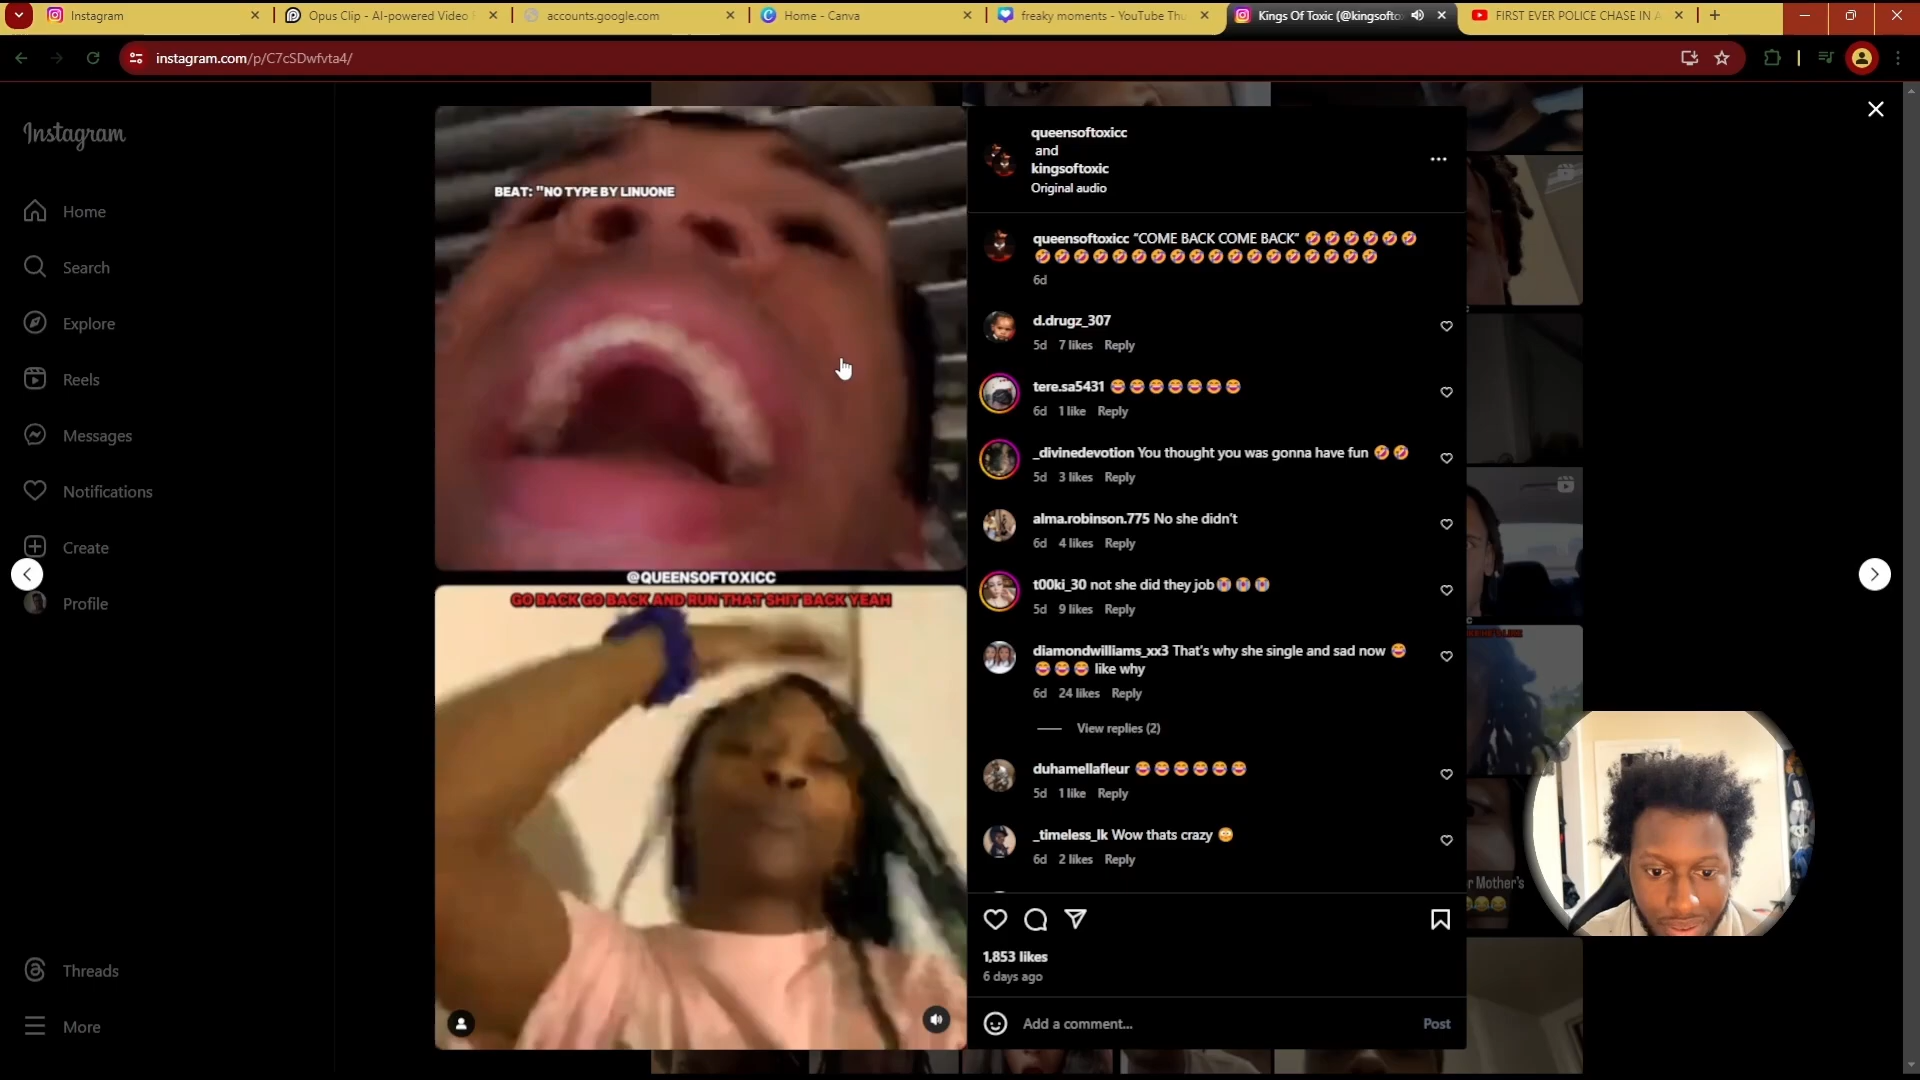 Instagram
Opus Clip - AI-powered Video
accounts.google.com
Home - Canva
freaky moments - YouTube Thu
Kings Of Toxic (@kingsofto
FIRST EVER POLICE CHASE IN A
instagram.com/p/C7cSDwfvta4/
Instagram
Home
Search
Explore
Reels
Messages
Notifications
Create
Profile
Threads
More
BEAT: "NO TYPE BY LINUONE
@QUEENSOFTOXICC
GO BACK GO BACK AND RUN THAT SHIT BACK YEAH
queensoftoxicc
and
kingsoftoxic
Original audio
queensoftoxicc "COME BACK COME BACK" 🤣🤣🤣🤣🤣🤣
🤣🤣🤣🤣🤣🤣🤣🤣🤣🤣🤣🤣🤣🤣🤣🤣🤣🤣
6d
d.drugz_307
5d 7 likes Reply
tere.sa5431 😂😂😂😂😂😂😂
6d 1 like Reply
_divinedevotion You thought you was gonna have fun 🤣🤣
5d 3 likes Reply
alma.robinson.775 No she didn't
6d 4 likes Reply
t00ki_30 not she did they job😭😭😭
5d 9 likes Reply
diamondwilliams_xx3 That's why she single and sad now 😂
😂😂😂 like why
6d 24 likes Reply
View replies (2)
duhamellafleur 😂😂😂😂😂😂
5d 1 like Reply
_timeless_lk Wow thats crazy 😳
6d 2 likes Reply
1,853 likes
6 days ago
Add a comment...
Post
r Mother's